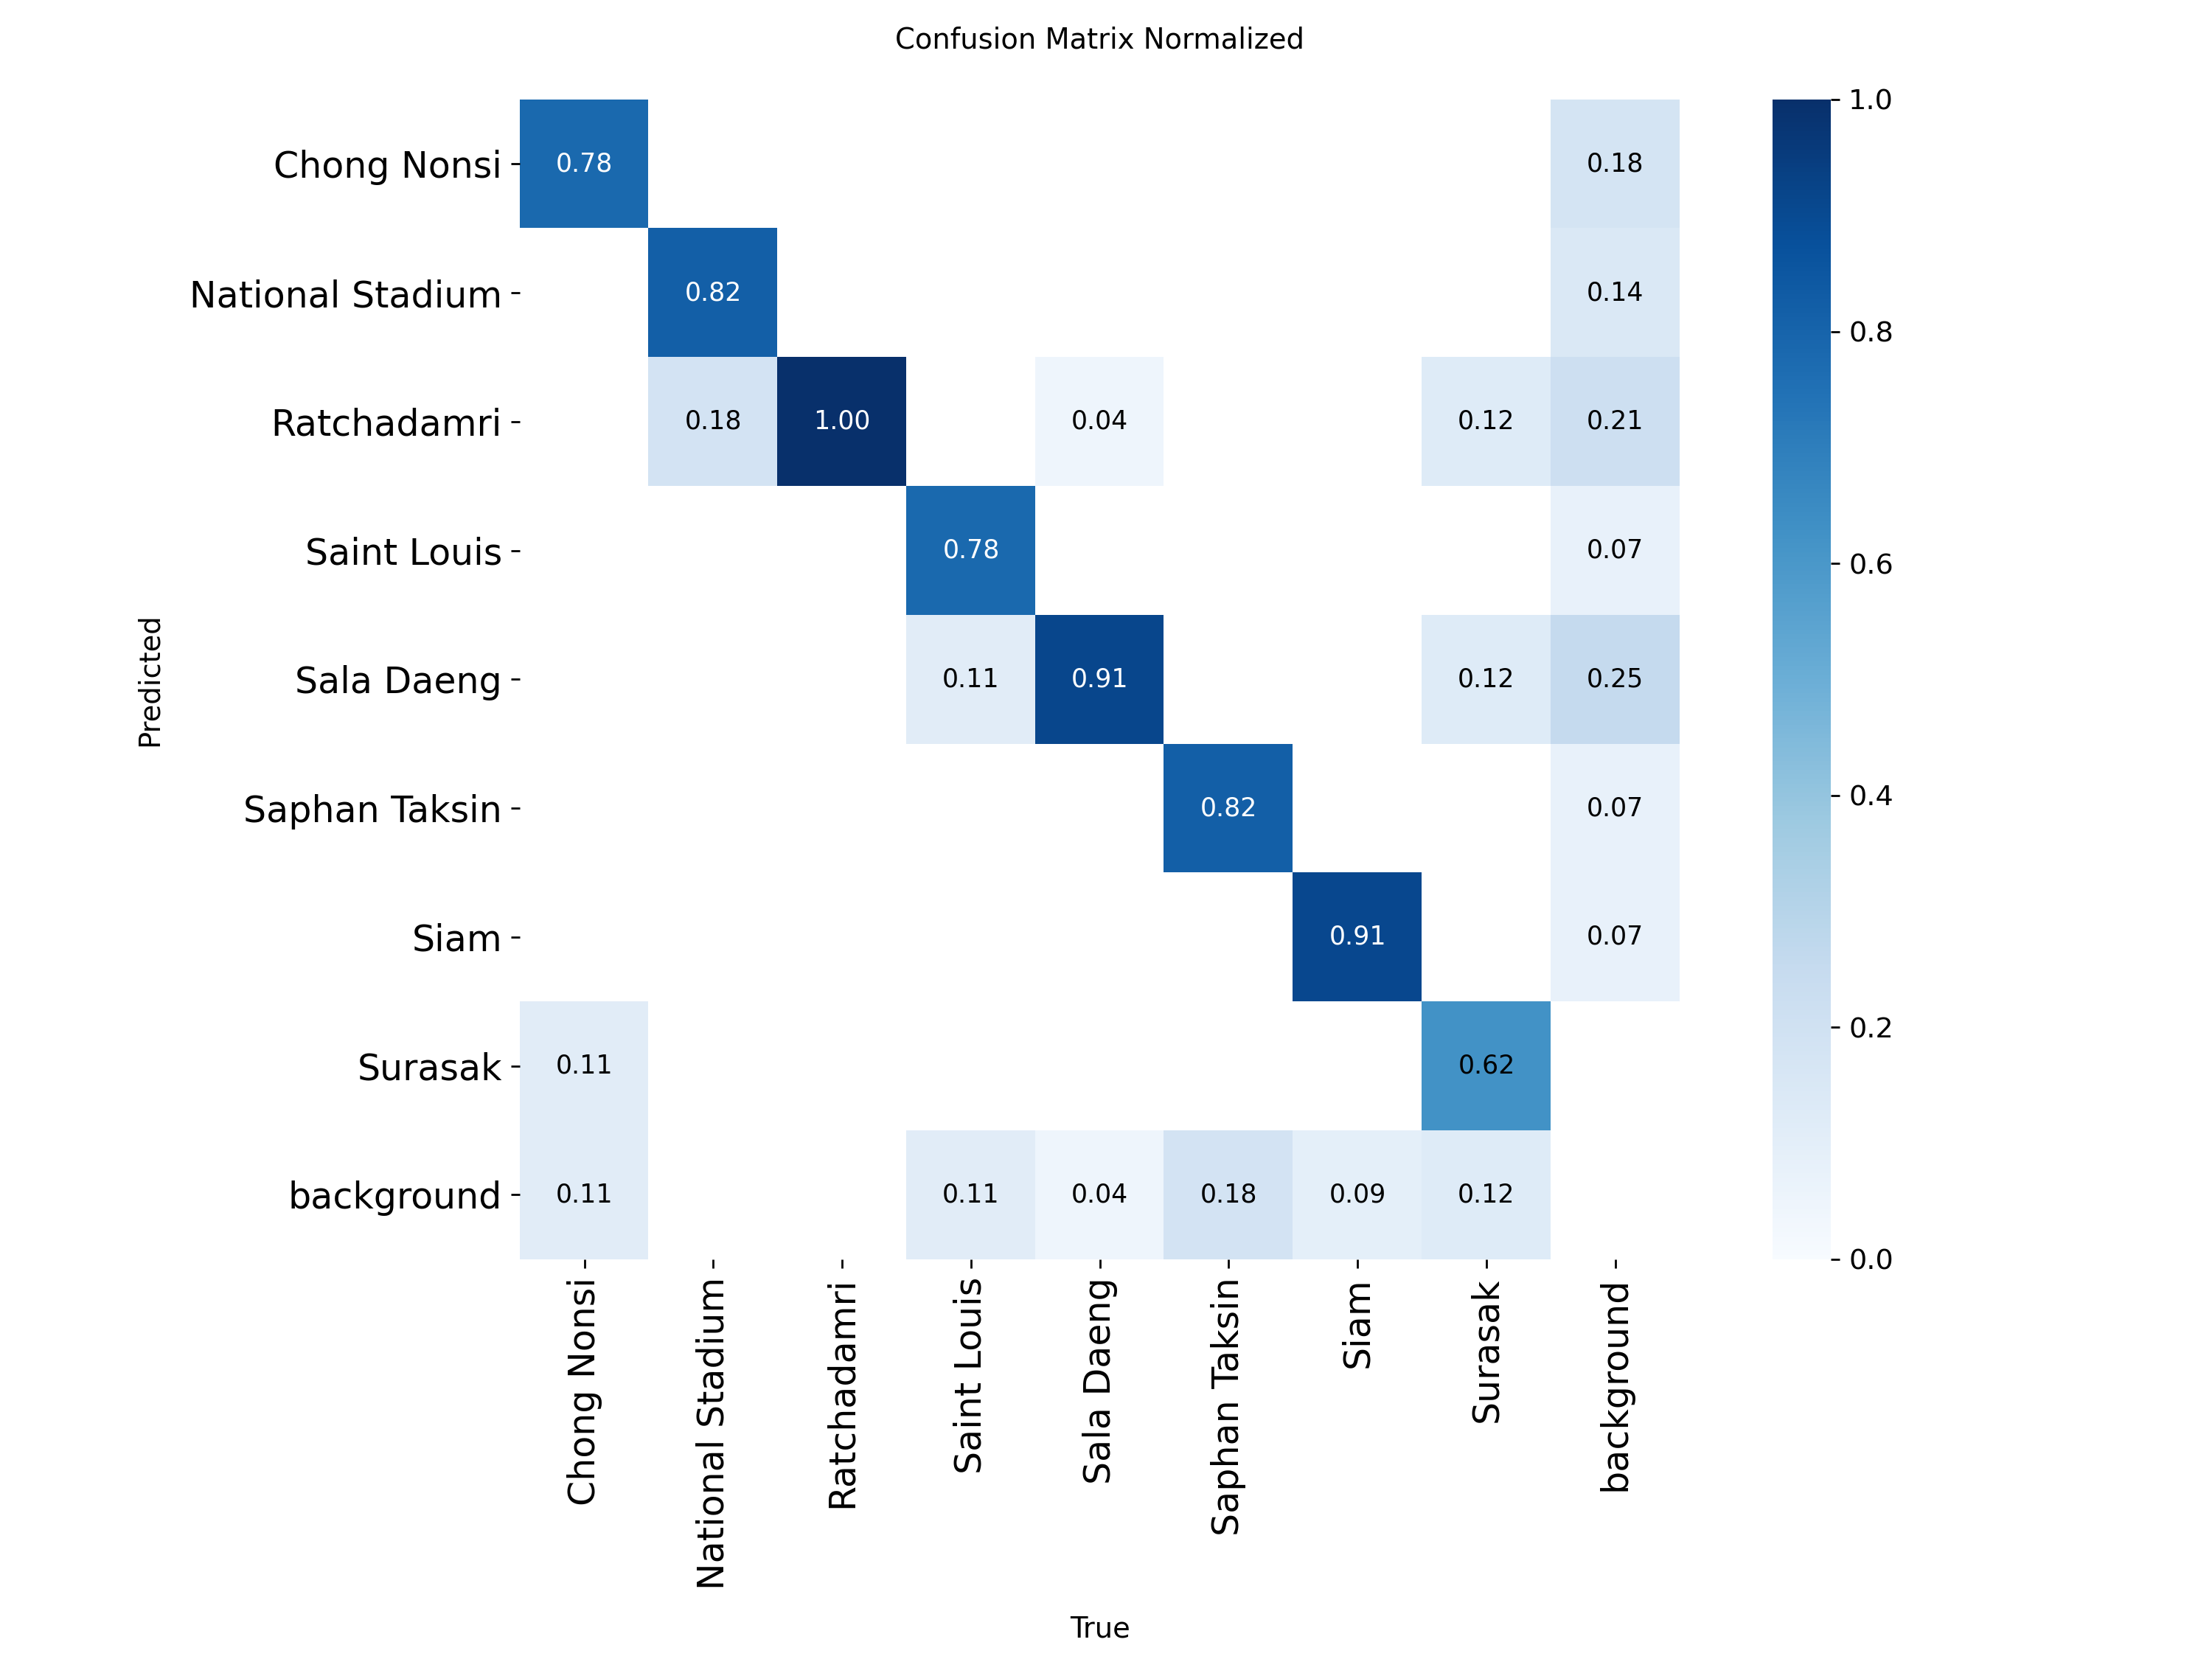 Confusion Matrix Normalized
Chong Nonsi 0.78 0.18
National Stadium 0.82 0.14
Ratchadamri 0.18 1.00 0.04 0.12 0.21
Saint Louis 0.78 0.07
Sala Daeng 0.11 0.91 0.12 0.25
Saphan Taksin 0.82 0.07
Siam 0.91 0.07
Surasak 0.11 0.62
background 0.11 0.11 0.04 0.18 0.09 0.12
Predicted
Chong Nonsi
National Stadium
Ratchadamri
Saint Louis
Sala Daeng
Saphan Taksin
Siam
Surasak
background
True
1.0
0.8
0.6
0.4
0.2
0.0